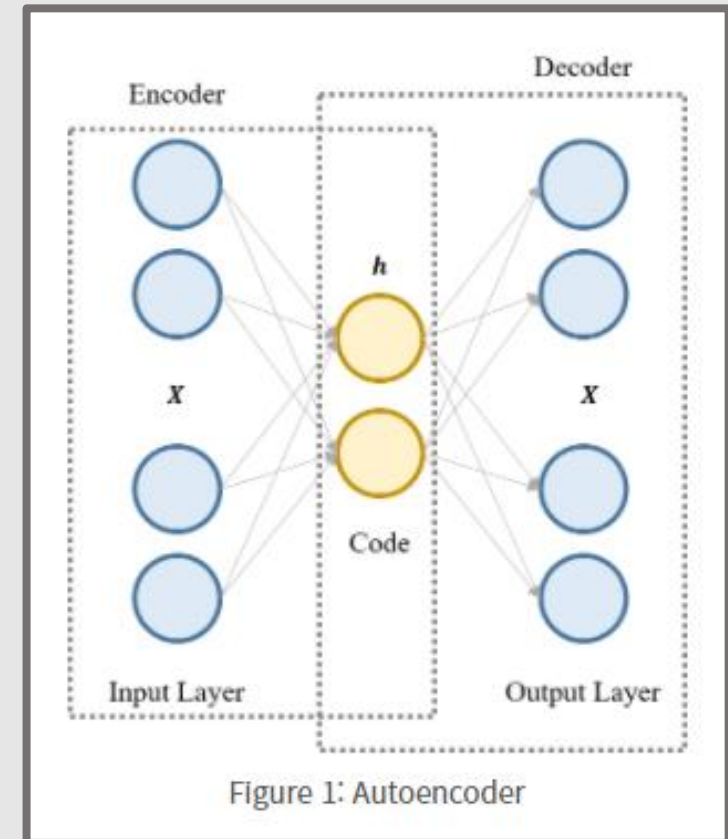 Decoder
Encoder
h
X
X
Code
Input Layer
Output Layer
Figure 1: Autoencoder